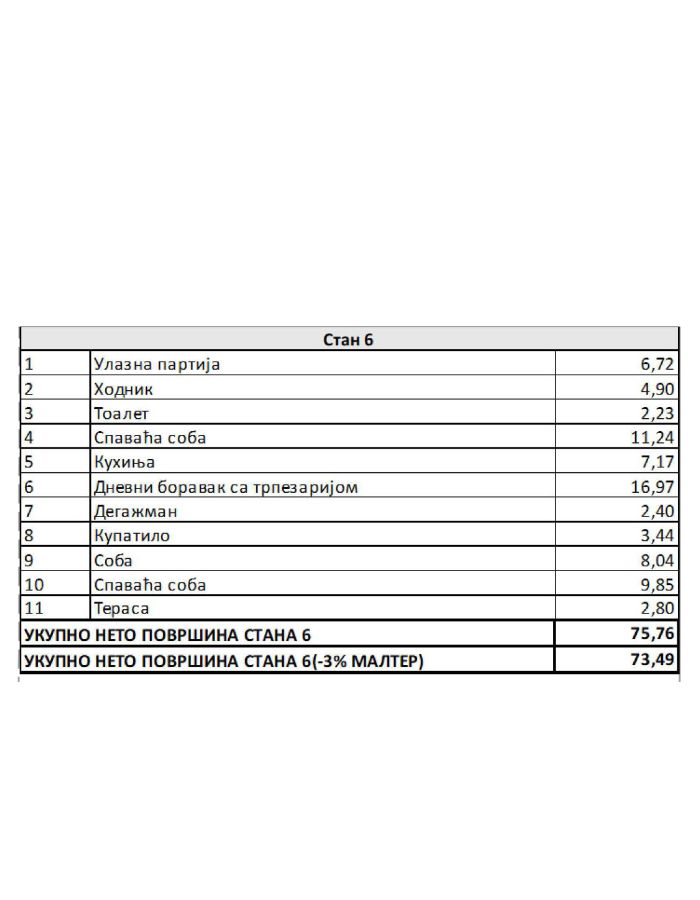 Стан 6
1 Улазна партија 6,72
2 Ходник 4,90
3 Тоалет 2,23
4 Спаваћа соба 11,24
5 Кухиња 7,17
6 Дневни боравак са трпезаријом 16,97
7 Дегажман 2,40
8 Купатило 3,44
9 Соба 8,04
10 Спаваћа соба 9,85
11 Тераса 2,80
УКУПНО НЕТО ПОВРШИНА СТАНА 6 75,76
УКУПНО НЕТО ПОВРШИНА СТАНА 6(-3% МАЛТЕР) 73,49